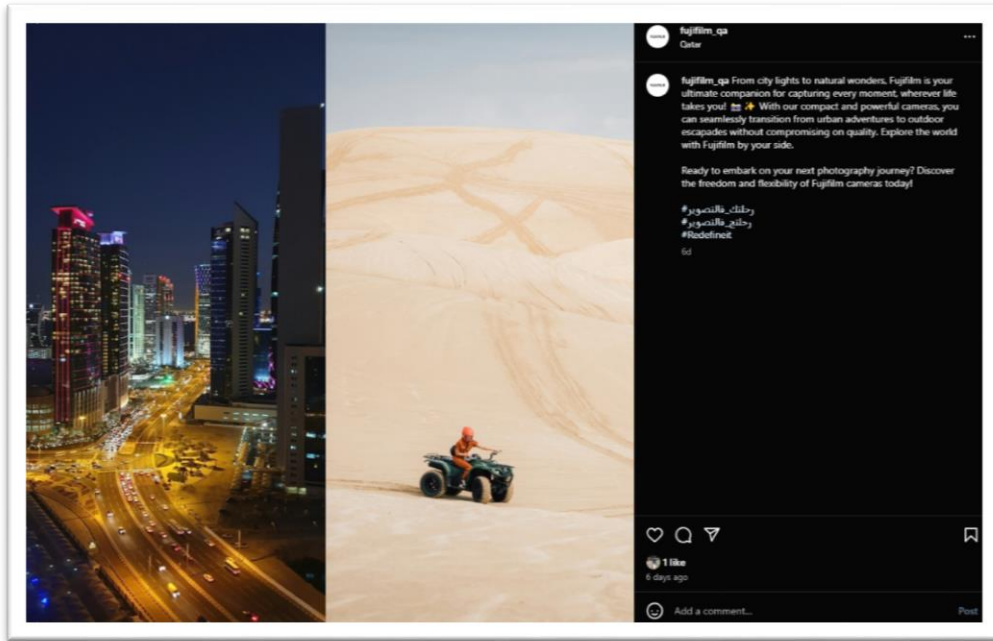 fujifilm_qa
Qatar
fujifilm_qa From city lights to natural wonders, Fujifilm is your
ultimate companion for capturing every moment, wherever life
takes you! 📷 ✨ With our compact and powerful cameras, you
can seamlessly transition from urban adventures to outdoor
escapades without compromising on quality. Explore the world
with Fujifilm by your side.
Ready to embark on your next photography journey? Discover
the freedom and flexibility of Fujifilm cameras today!
#رحلتك_فالتصوير
#رحلتج_فالتصوير
#Redefineit
6d
1 like
6 days ago
Add a comment...
Post